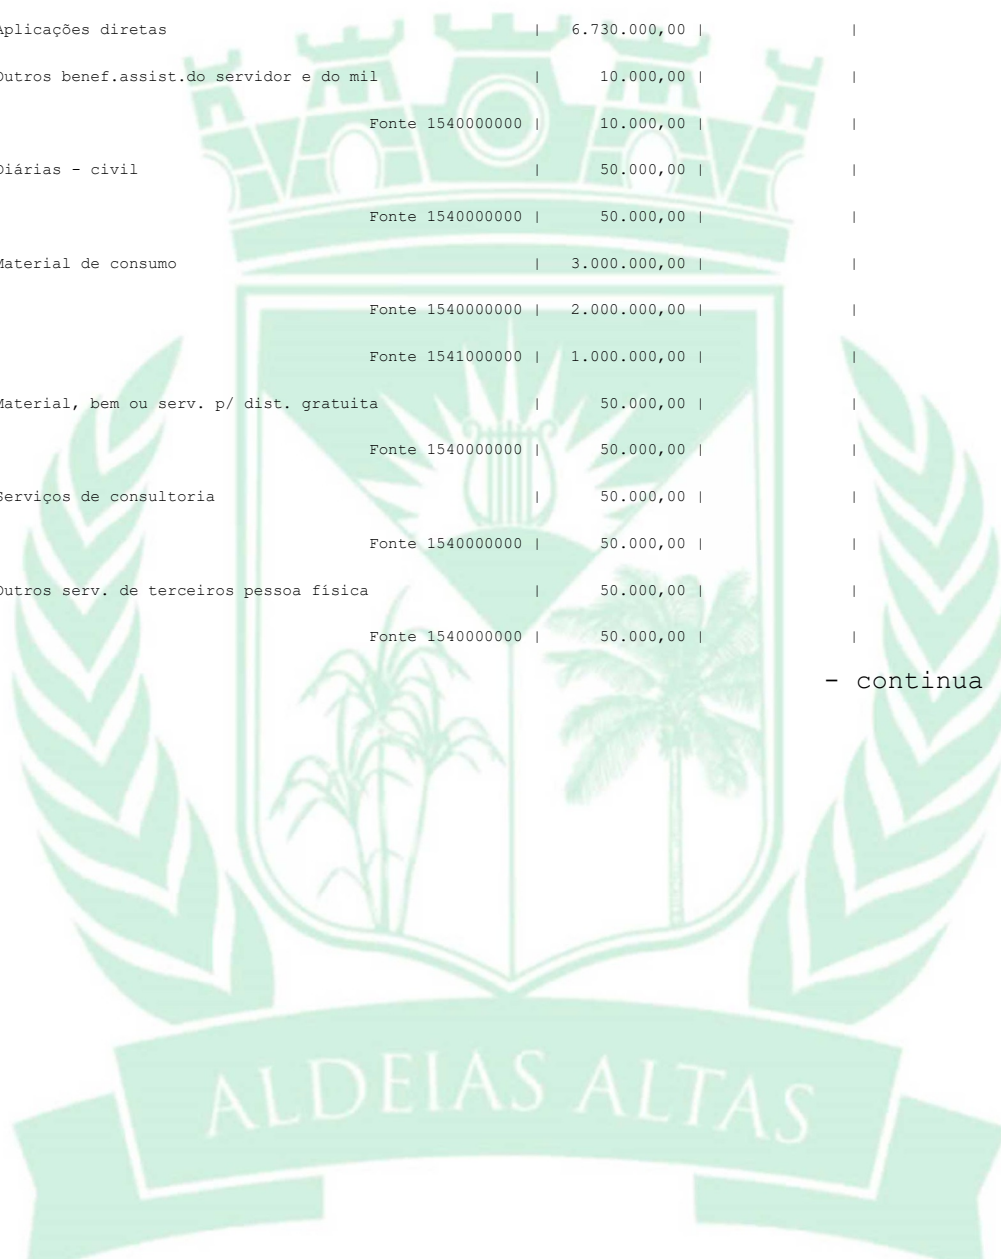 Aplicações diretas | 6.730.000,00 | |
Outros benef.assist.do servidor e do mil | 10.000,00 | |
Fonte 1540000000 | 10.000,00 | |
Diárias - civil | 50.000,00 | |
Fonte 1540000000 | 50.000,00 | |
Material de consumo | 3.000.000,00 | |
Fonte 1540000000 | 2.000.000,00 | |
Fonte 1541000000 | 1.000.000,00 | |
Material, bem ou serv. p/ dist. gratuita | 50.000,00 | |
Fonte 1540000000 | 50.000,00 | |
Serviços de consultoria | 50.000,00 | |
Fonte 1540000000 | 50.000,00 | |
Outros serv. de terceiros pessoa física | 50.000,00 | |
Fonte 1540000000 | 50.000,00 | |
- continua
ALDEIAS ALTAS